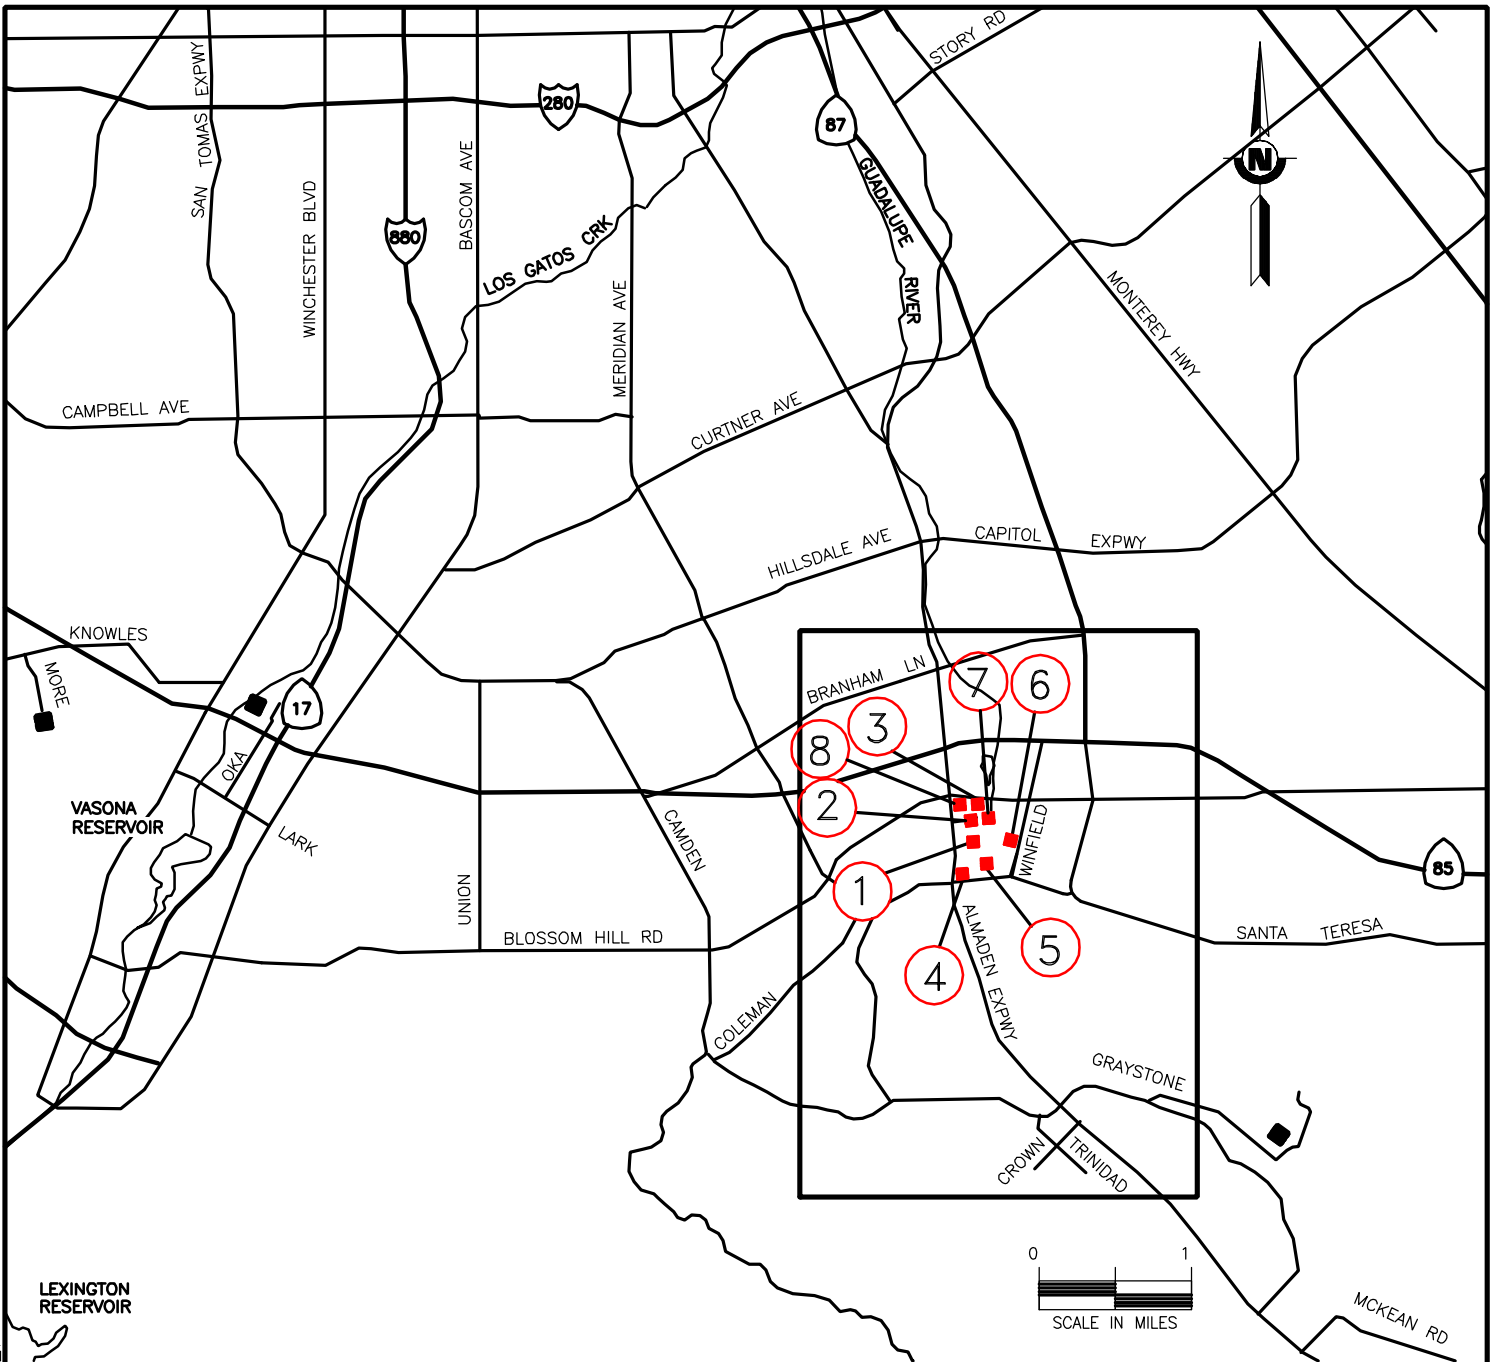 STORY RD
SAN TOMAS EXPWY
280
87
N
BASCOM AVE
WINCHESTER BLVD
880
GUADALUPE
RIVER
LOS GATOS CRK
MERIDIAN AVE
MONTEREY HWY
CAMPBELL AVE
CURTNER AVE
HILLSDALE AVE
CAPITOL EXPWY
KNOWLES
MORE
17
BRANHAM LN
7
6
3
8
2
OKA
VASONA
RESERVOIR
LARK
CAMDEN
WINFIELD
85
1
UNION
BLOSSOM HILL RD
ALMADEN EXPWY
5
4
SANTA TERESA
COLEMAN
GRAYSTONE
CROWN
TRINIDAD
0 1
SCALE IN MILES
LEXINGTON
RESERVOIR
MCKEAN RD